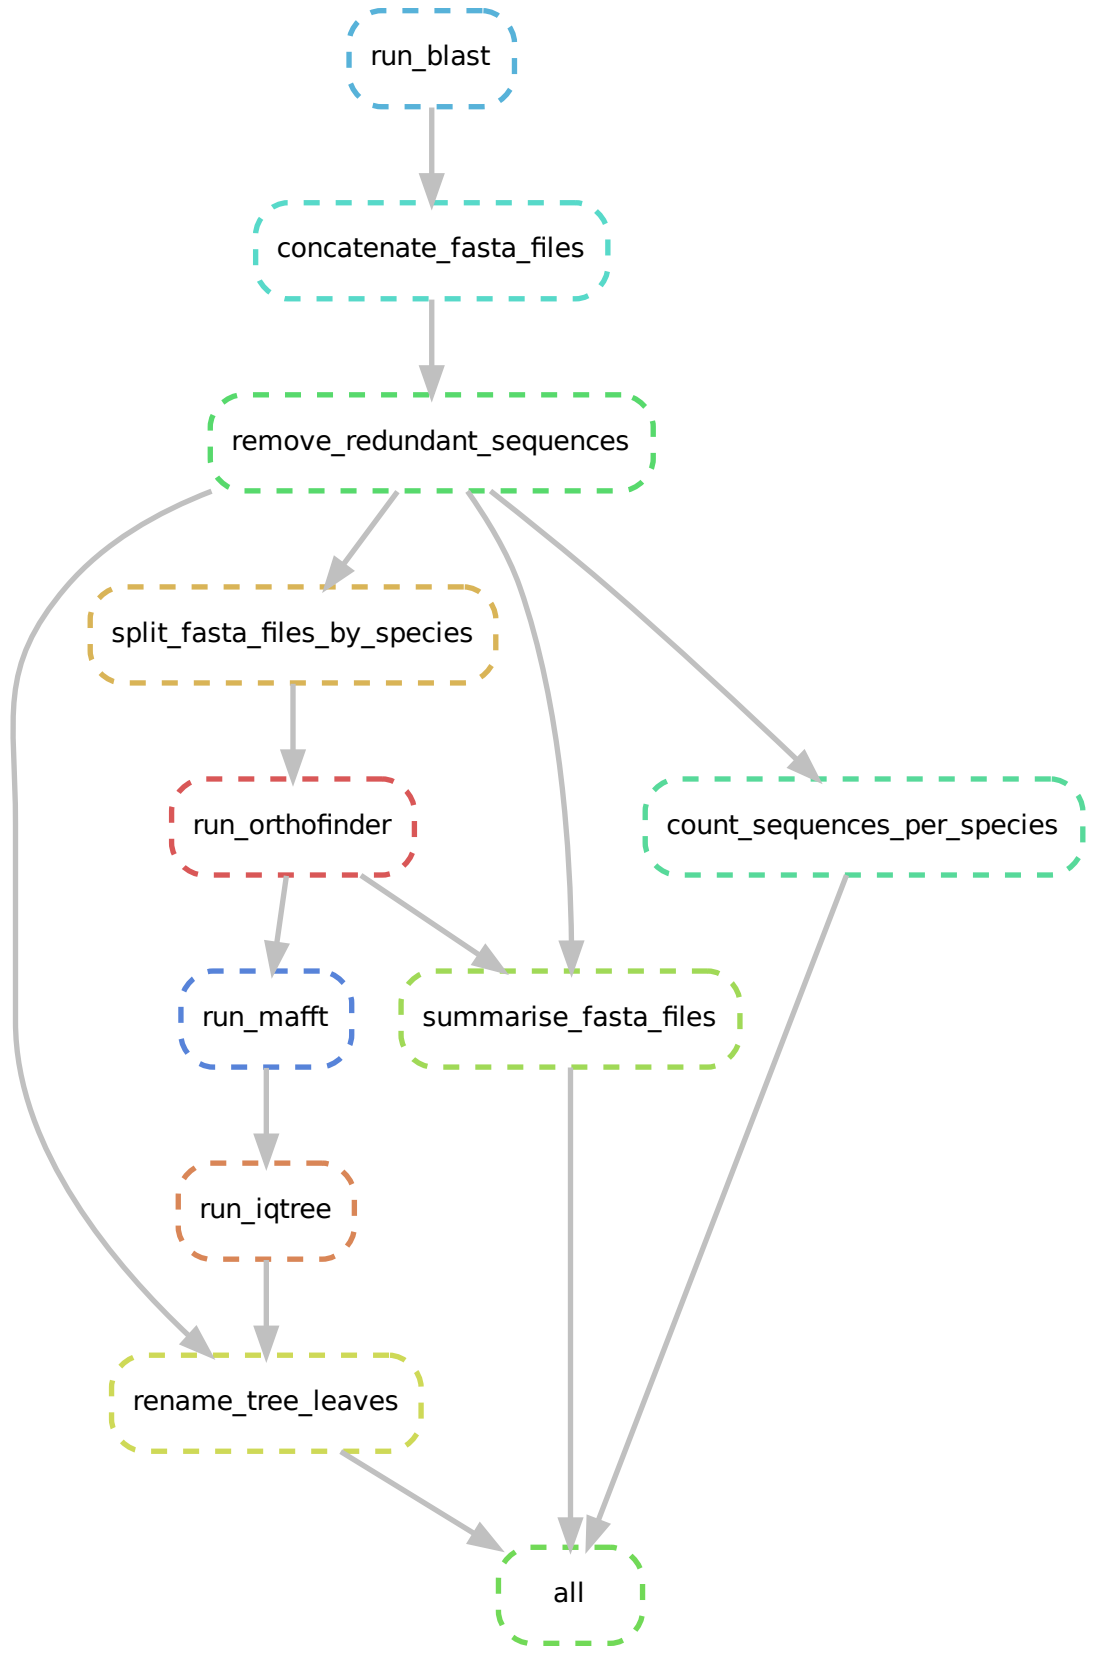 run_blast
concatenate_fasta_files
remove_redundant_sequences
split_fasta_files_by_species
run_orthofinder
count_sequences_per_species
run_mafft
summarise_fasta_files
run_iqtree
rename_tree_leaves
all